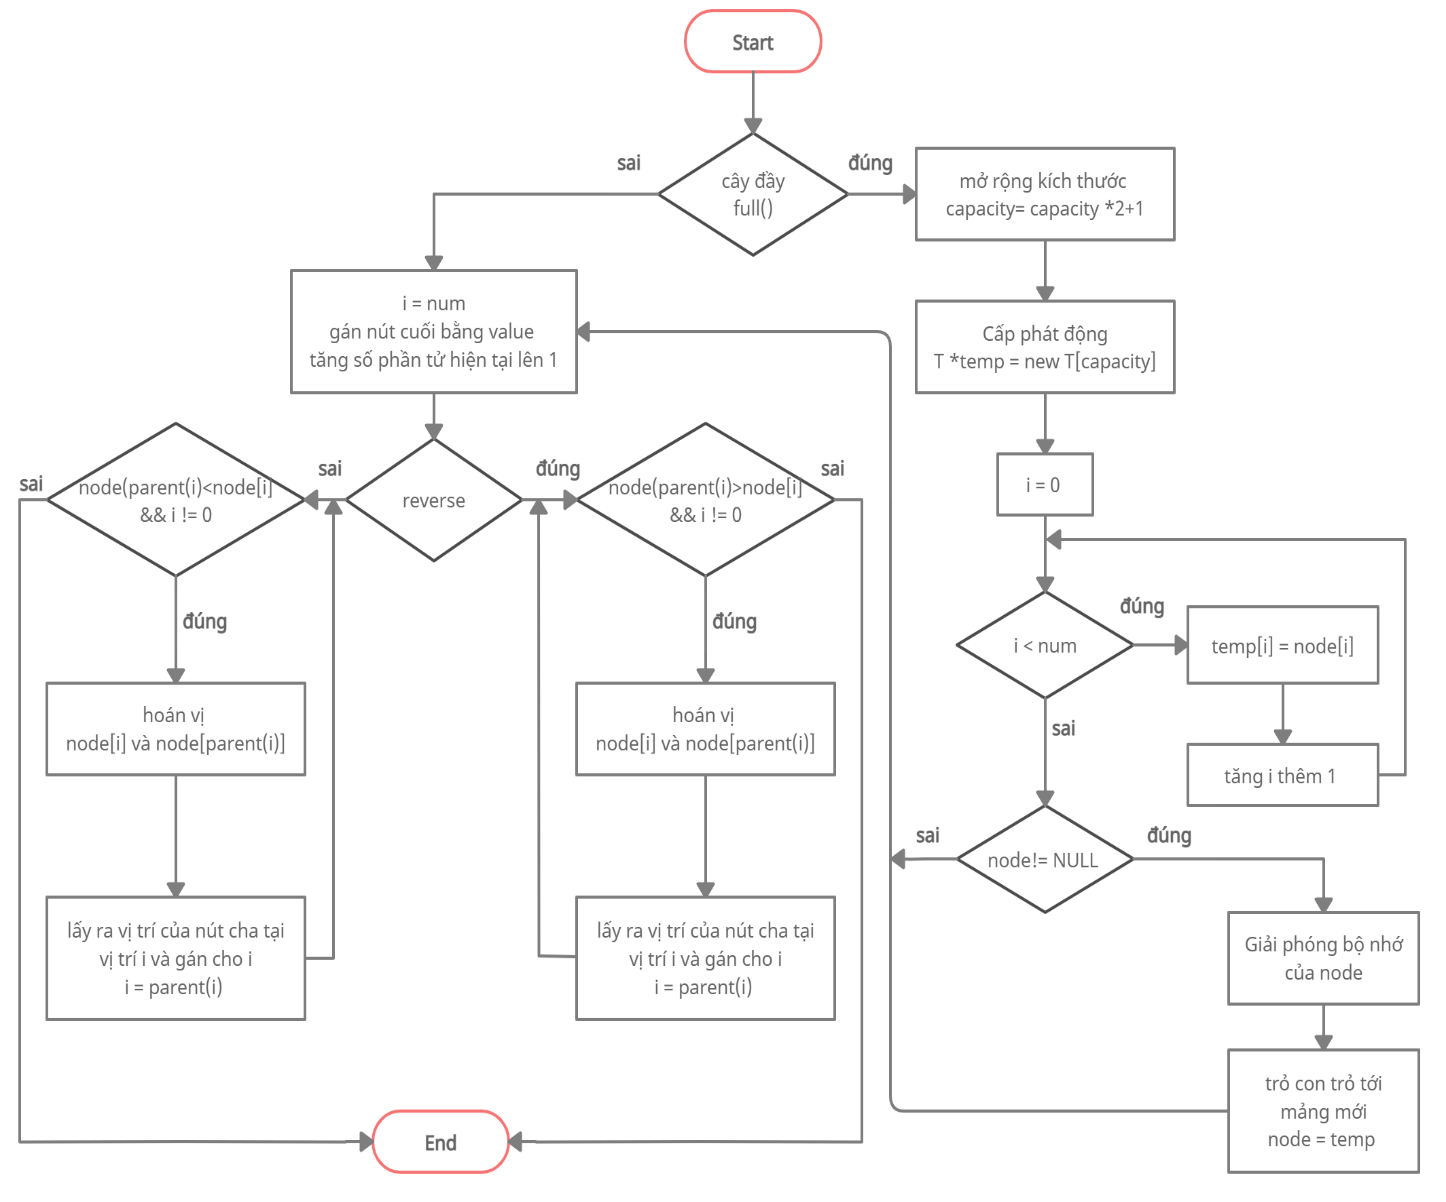 Start
sai
đúng
cây đầy
full()
mở rộng kích thước
capacity= capacity *2+1
i = num
gán nút cuối bằng value
tăng số phần tử hiện tại lên 1
Cấp phát động
T *temp = new T[capacity]
i = 0
sai
node(parent(i)<node[i]
&& i != 0
sai
reverse
đúng
node(parent(i)>node[i]
&& i != 0
sai
đúng
hoán vị
node[i] và node[parent(i)]
lấy ra vị trí của nút cha tại
vị trí i và gán cho i
i = parent(i)
đúng
hoán vị
node[i] và node[parent(i)]
lấy ra vị trí của nút cha tại
vị trí i và gán cho i
i = parent(i)
i < num
đúng
temp[i] = node[i]
tăng i thêm 1
sai
sai
node!= NULL
đúng
Giải phóng bộ nhớ
của node
trỏ con trỏ tới
mảng mới
node = temp
End